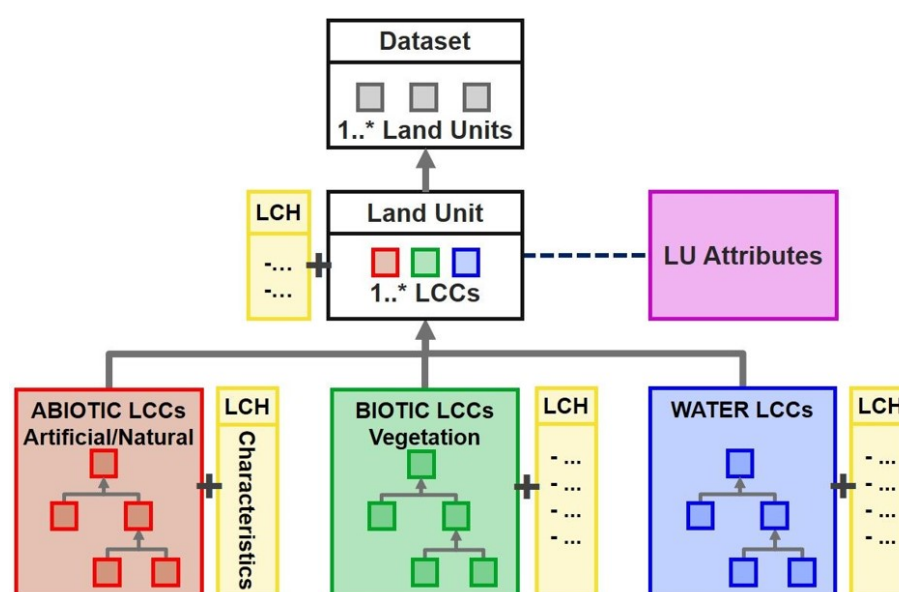 Dataset
1..* Land Units
LCH
-...
-...
Land Unit
1..* LCCs
LU Attributes
ABIOTIC LCCs
Artificial/Natural
LCH
Characteristics
BIOTIC LCCs
Vegetation
LCH
- ...
- ...
- ...
- ...
WATER LCCs
LCH
- ...
- ...
- ...
- ...